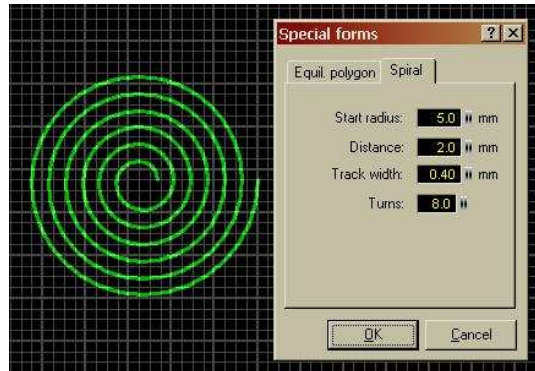 Special forms
Equil. polygon Spiral
Start radius: 5.0 mm
Distance: 2.0 mm
Track width: 0.40 mm
Turns: 8.0
OK Cancel